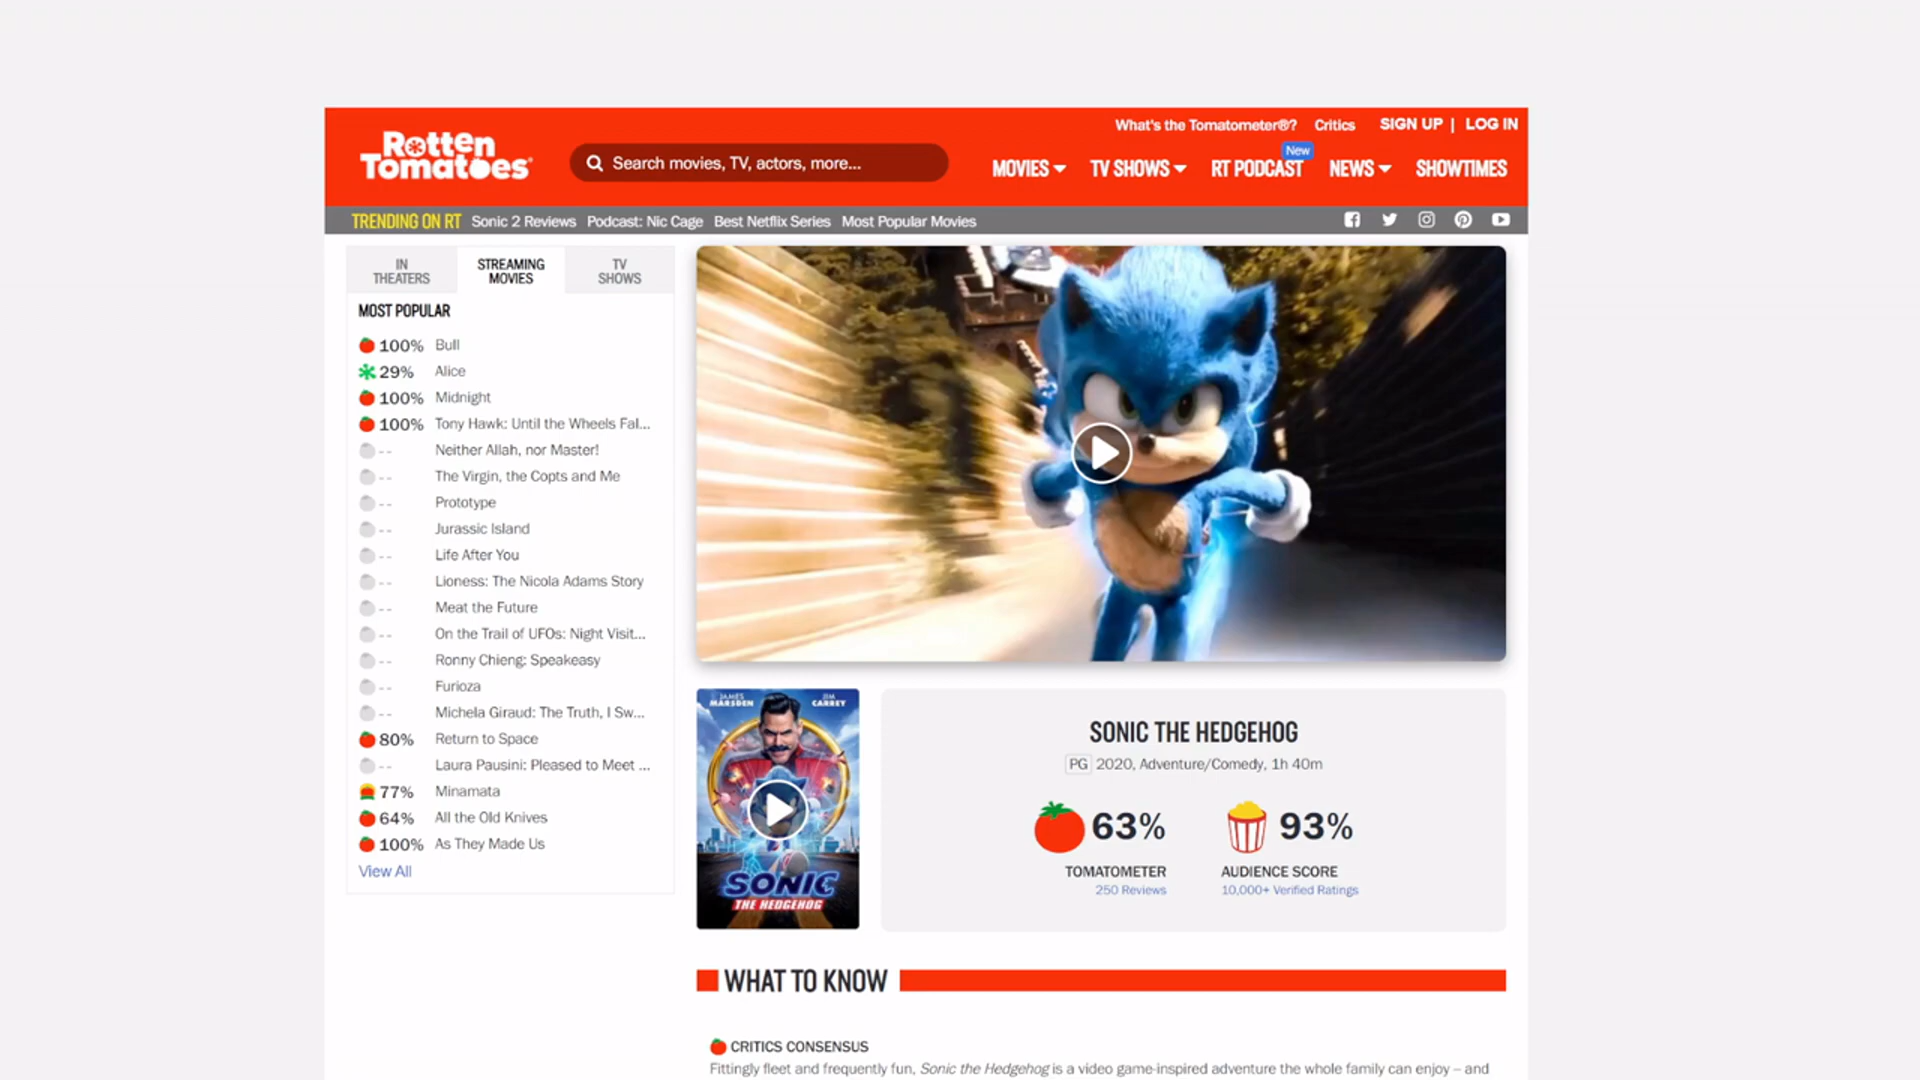 What's the Tomatometer®? Critics SIGN UP | LOG IN
Rotten
Tomatoes
Search movies, TV, actors, more...
New
MOVIES TV SHOWS RT PODCAST NEWS SHOWTIMES
TRENDING ON RT Sonic 2 Reviews Podcast: Nic Cage Best Netflix Series Most Popular Movies
IN THEATERS
STREAMING MOVIES
TV SHOWS
MOST POPULAR
100% Bull
29% Alice
100% Midnight
100% Tony Hawk: Until the Wheels Fal...
-- Neither Allah, nor Master!
-- The Virgin, the Copts and Me
-- Prototype
-- Jurassic Island
-- Life After You
-- Lioness: The Nicola Adams Story
-- Meat the Future
-- On the Trail of UFOs: Night Visit...
-- Ronny Chieng: Speakeasy
-- Furioza
-- Michela Giraud: The Truth, I Sw...
80% Return to Space
-- Laura Pausini: Pleased to Meet ...
77% Minamata
64% All the Old Knives
100% As They Made Us
View All
JAMES MARSDEN
JIM CARREY
SONIC
THE HEDGEHOG
SONIC THE HEDGEHOG
PG 2020, Adventure/Comedy, 1h 40m
63% 93%
TOMATOMETER AUDIENCE SCORE
250 Reviews 10,000+ Verified Ratings
WHAT TO KNOW
CRITICS CONSENSUS
Fittingly fleet and frequently fun, Sonic the Hedgehog is a video game-inspired adventure the whole family can enjoy – and